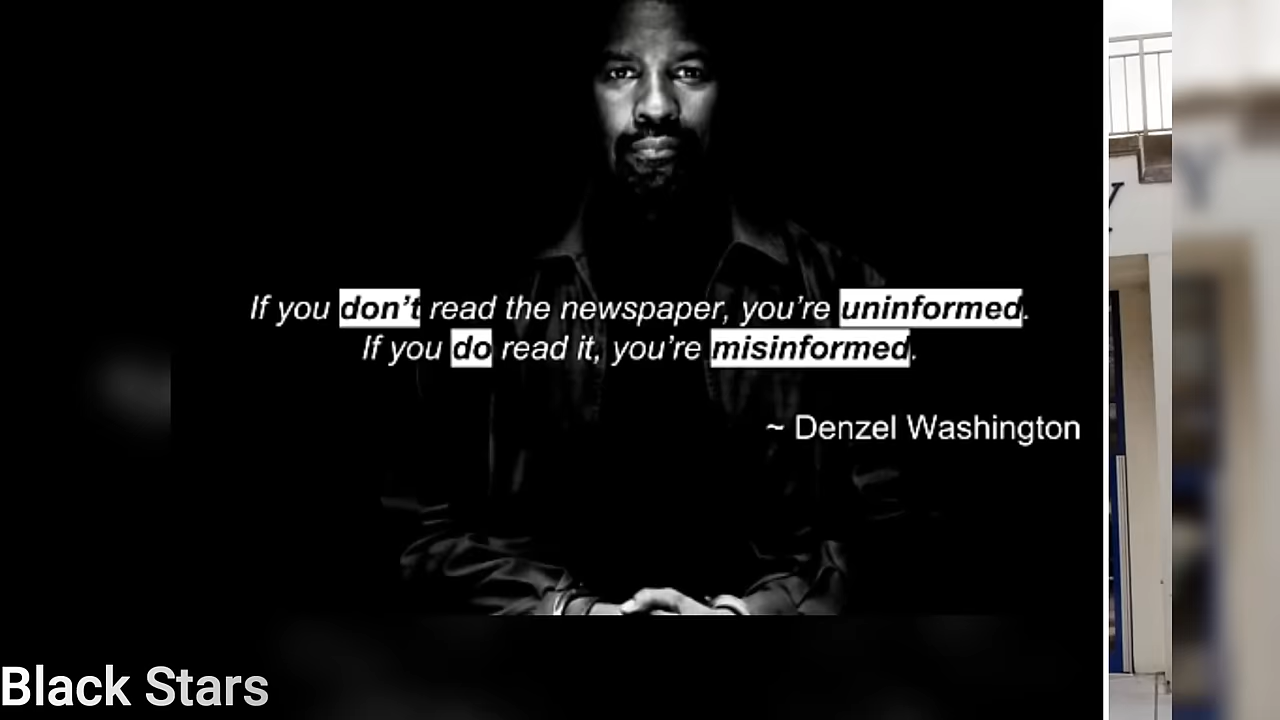 If you don't read the newspaper, you're uninformed.
If you do read it, you're misinformed.
~ Denzel Washington
Black Stars
Y